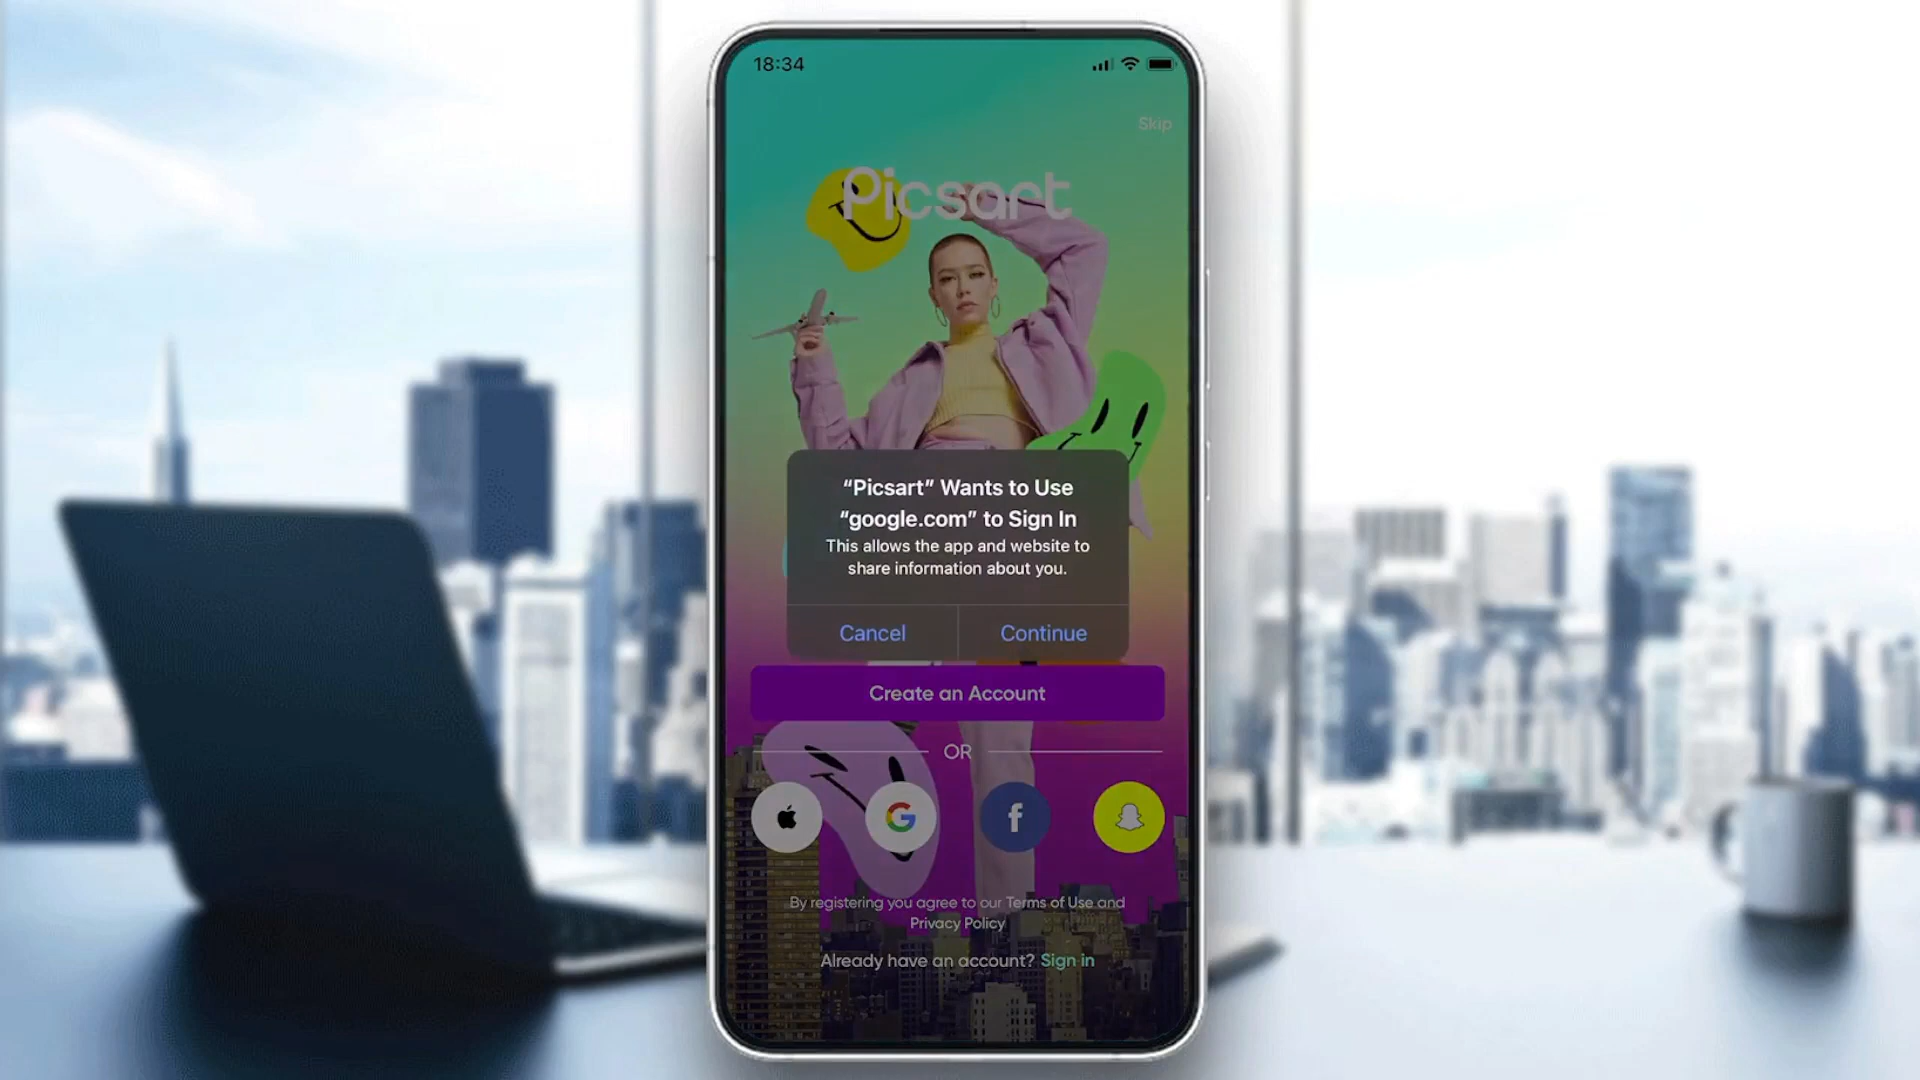 18:34
Skip
Picsart
“Picsart” Wants to Use
“google.com” to Sign In
This allows the app and website to
share information about you.
Cancel
Continue
Create an Account
OR
f
By registering you agree to our Terms of Use and
Privacy Policy
Already have an account? Sign in